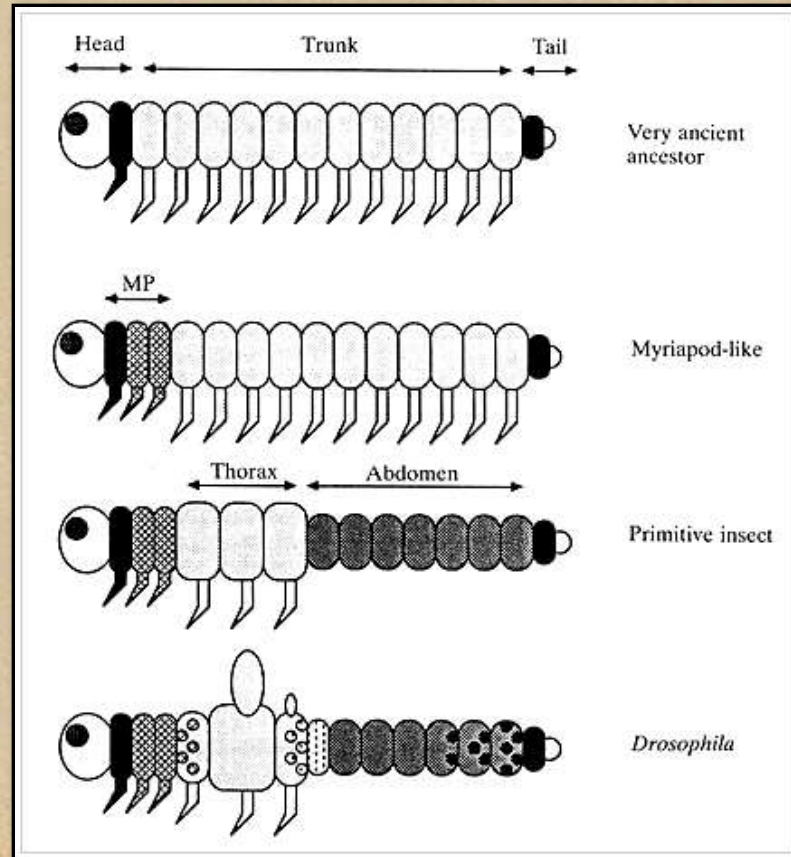 Head Trunk Tail
Very ancient
ancestor
MP
Myriapod-like
Thorax Abdomen
Primitive insect
Drosophila